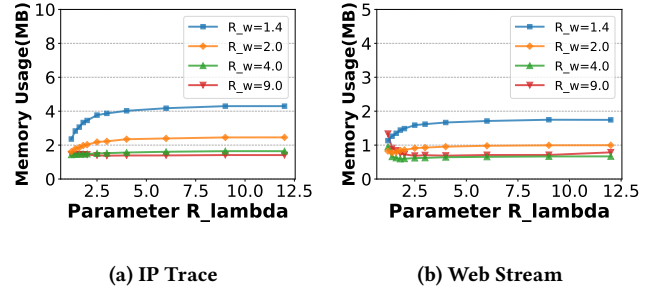 Memory Usage(MB)
10
8
6
4
2
0
R_w=1.4
R_w=2.0
R_w=4.0
R_w=9.0
2.5 5.0 7.5 10.0 12.5
Parameter R_lambda
(a) IP Trace
Memory Usage(MB)
5
4
3
2
1
0
R_w=1.4
R_w=2.0
R_w=4.0
R_w=9.0
2.5 5.0 7.5 10.0 12.5
Parameter R_lambda
(b) Web Stream